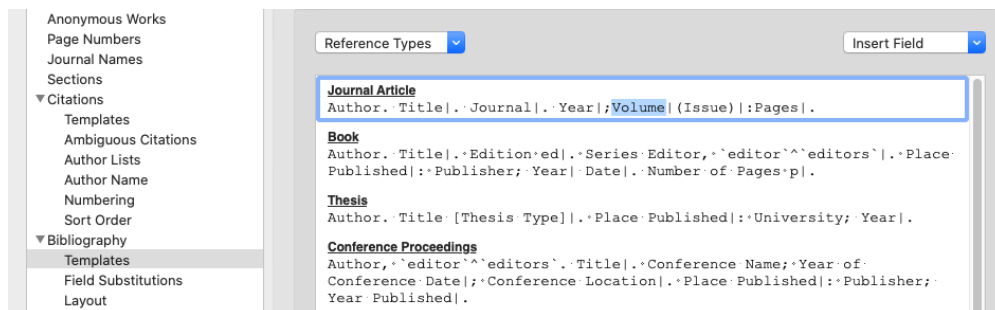 Anonymous Works
Page Numbers
Journal Names
Sections
▼Citations
Templates
Ambiguous Citations
Author Lists
Author Name
Numbering
Sort Order
▼Bibliography
Templates
Field Substitutions
Layout
Reference Types
Insert Field
Journal Article
Author.·Title|.·Journal|.·Year|;Volume|(Issue)|:Pages|.
Book
Author.·Title|.∘Edition∘ed|.∘Series·Editor,∘`editor`^`editors`|.∘Place·
Published|:∘Publisher;·Year|·Date|.·Number·of·Pages∘p|.
Thesis
Author.·Title·[Thesis·Type]|.∘Place·Published|:∘University;·Year|.
Conference Proceedings
Author,∘`editor`^`editors`.·Title|.∘Conference·Name;∘Year·of·
Conference·Date|;∘Conference·Location|.∘Place·Published|:∘Publisher;·
Year·Published|.